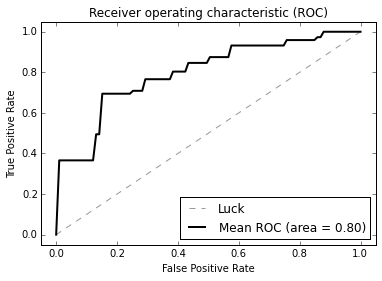 Receiver operating characteristic (ROC)
True Positive Rate
1.0
0.8
0.6
0.4
0.2
0.0
Luck
Mean ROC (area = 0.80)
0.0 0.2 0.4 0.6 0.8 1.0
False Positive Rate